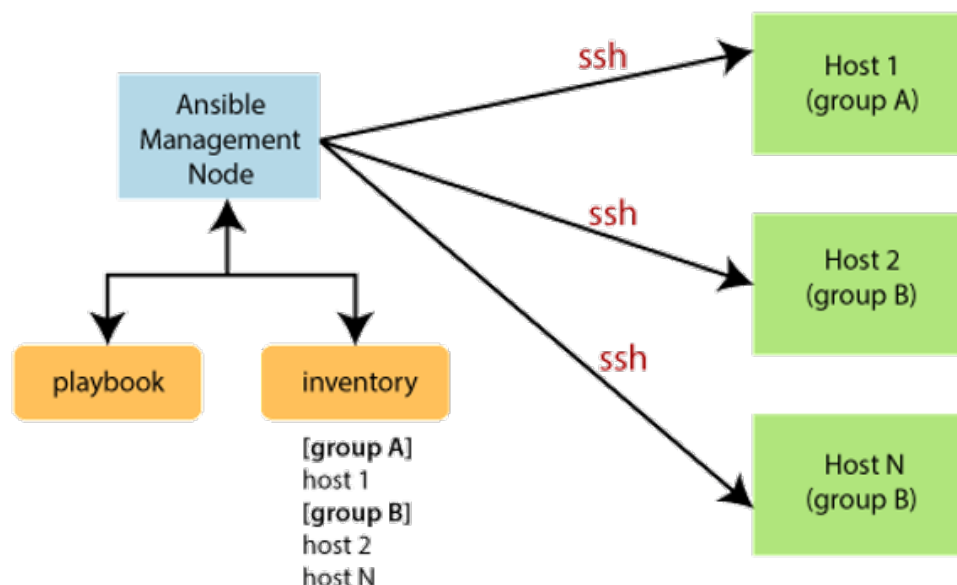 Ansible
Management
Node
ssh
Host 1
(group A)
ssh
Host 2
(group B)
ssh
Host N
(group B)
playbook
inventory
[group A]
host 1
[group B]
host 2
host N